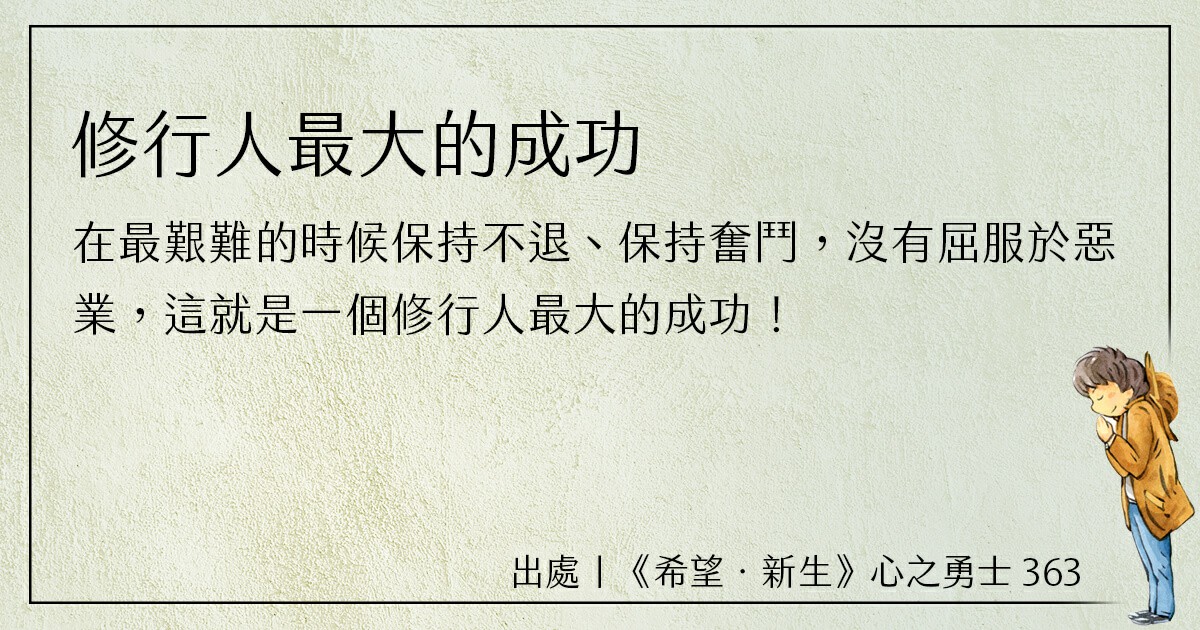 修行人最大的成功
在最艱難的時候保持不退、保持奮鬥，沒有屈服於惡
業，這就是一個修行人最大的成功！
出處｜《希望．新生》心之勇士 363